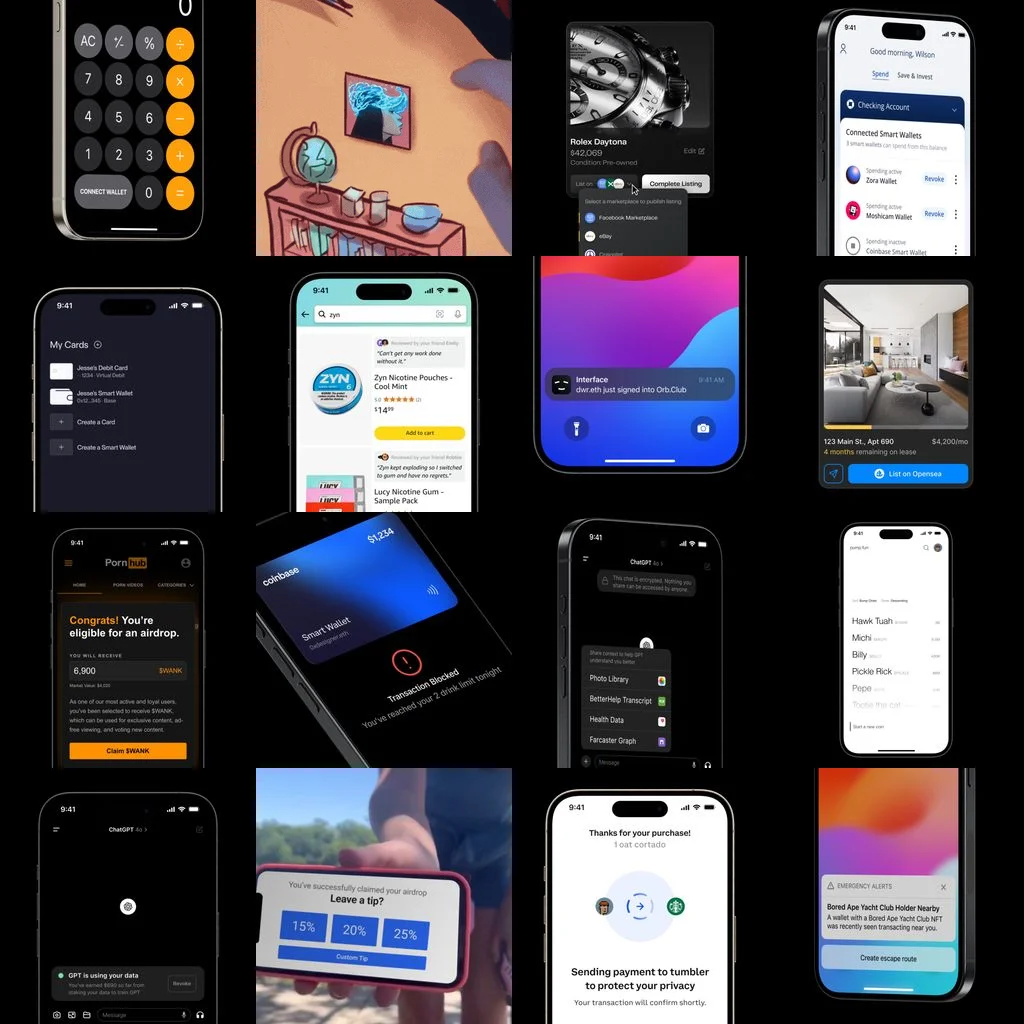 0
AC
+/-
%
÷
7
8
9
×
4
5
6
−
1
2
3
+
CONNECT WALLET
0
=
Rolex Daytona
$42,069
Edit
Condition: Pre-owned
List on
Complete Listing
Select a marketplace to publish listing
Facebook Marketplace
eBay
9:41
Good morning, Wilson
Spend
Save & Invest
Checking Account
Connected Smart Wallets
3 smart wallets can spend from this balance
Spending active
Zora Wallet
Revoke
Spending active
Moshicam Wallet
Revoke
Spending inactive
Coinbase Smart Wallet
9:41
My Cards
Jesse's Debit Card
1234 · Virtual Debit
Jesse's Smart Wallet
0x12...345 · Base
Create a Card
Create a Smart Wallet
9:41
zyn
Reviewed by your friend Emily
"Can't get any work done
without it."
ZYN
6
Zyn Nicotine Pouches -
Cool Mint
5.0
(2)
$14⁹⁹
Add to cart
Reviewed by your friend Robbie
"Zyn kept exploding so I switched
to gum and have no regrets."
LUCY
LUCY
Lucy Nicotine Gum -
Sample Pack
Interface
9:41 AM
dwr.eth just signed into Orb.Club
123 Main St., Apt 690
$4,200/mo
4 months remaining on lease
List on Opensea
9:41
Pornhub
HOME
PORN VIDEOS
CATEGORIES
Congrats! You're
eligible for an airdrop.
YOU WILL RECEIVE
6,900
$WANK
Market Value: $4,020
As one of our most active and loyal users,
you've been selected to receive $WANK,
which can be used for exclusive content, ad-
free viewing, and voting new content.
Claim $WANK
coinbase
$1,234
Smart Wallet
0xdesigner.eth
Transaction Blocked
You've reached your 2 drink limit tonight
9:41
ChatGPT 4o
This chat is encrypted. Nothing you
share can be accessed by anyone.
Share context to help GPT
understand you better
Photo Library
BetterHelp Transcript
Health Data
Farcaster Graph
Message
9:41
pump.fun
Hawk Tuah
Michi
Billy
Pickle Rick
Pepe
Toshi the cat
Start a new coin
9:41
ChatGPT 4o
GPT is using your data
You've earned $690 so far from
staking your data to train GPT
Revoke
Message
You've successfully claimed your airdrop
Leave a tip?
15%
20%
25%
Custom Tip
9:41
Thanks for your purchase!
1 oat cortado
Sending payment to tumbler
to protect your privacy
Your transaction will confirm shortly.
EMERGENCY ALERTS
Bored Ape Yacht Club Holder Nearby
A wallet with a Bored Ape Yacht Club NFT
was recently seen transacting near you.
Create escape route